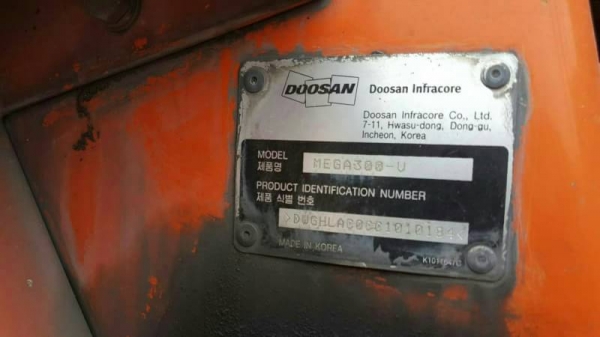 DOOSAN Doosan Infracore
Doosan Infracore Co., Ltd.
7-11, Hwasu-dong, Dong-gu,
Incheon, Korea
MODEL
제품명 MEGA300-U
PRODUCT IDENTIFICATION NUMBER
제품 식별 번호
MADE IN KOREA